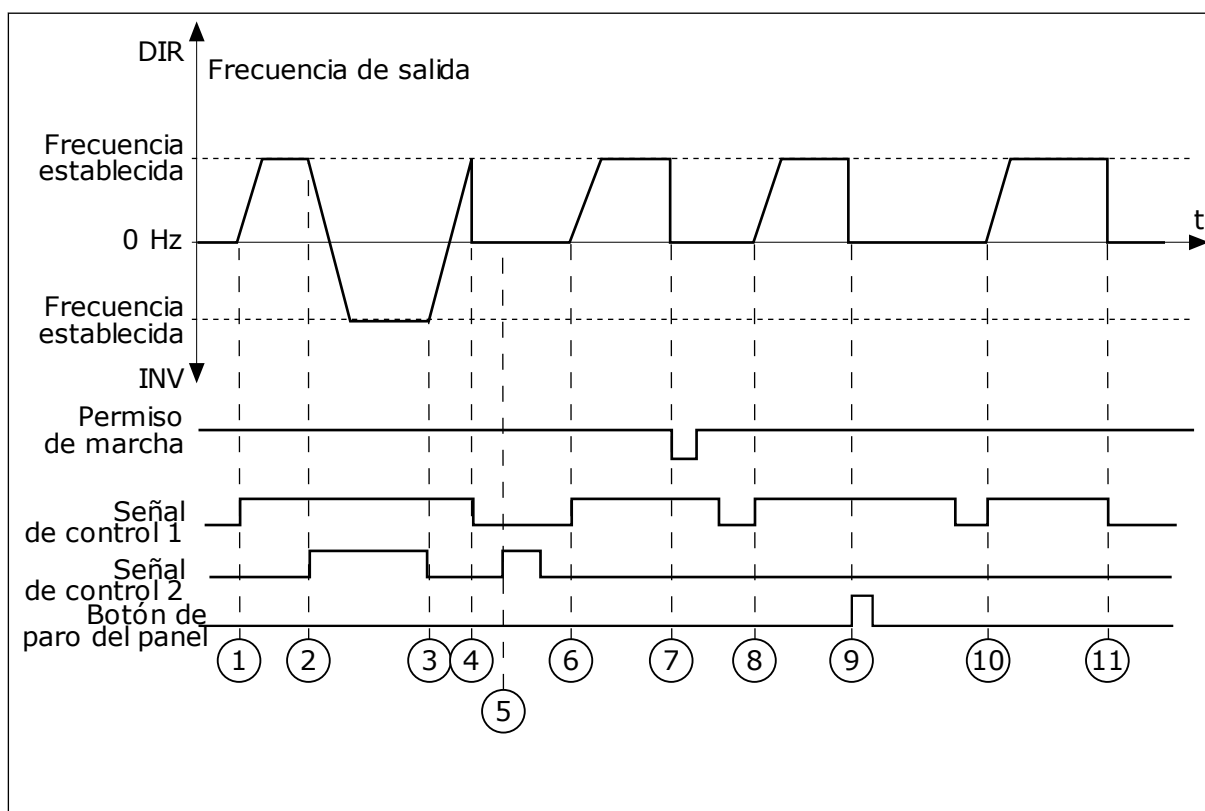 DIR
Frecuencia de salida
Frecuencia
establecida
0 Hz
t
Frecuencia
establecida
INV
Permiso
de marcha
Señal
de control 1
Señal
de control 2
Botón de
paro del panel
1 2 3 4 6 7 8 9 10 11
5